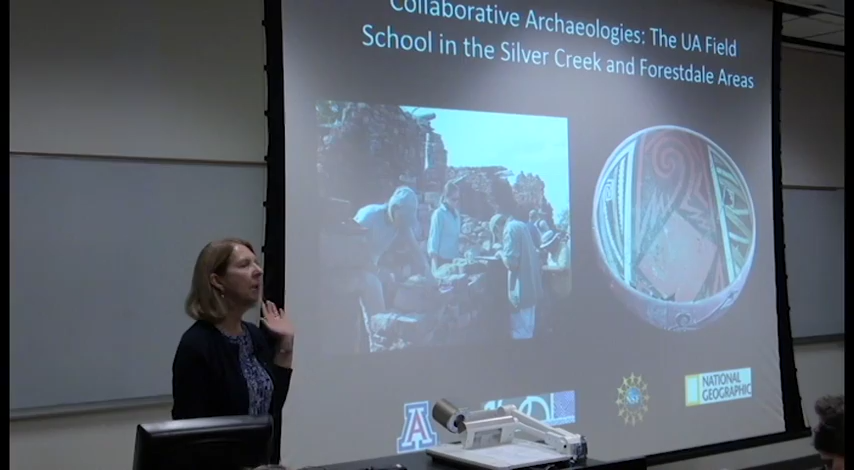 Collaborative Archaeologies: The UA Field
School in the Silver Creek and Forestdale Areas
A
NATIONAL
GEOGRAPHIC